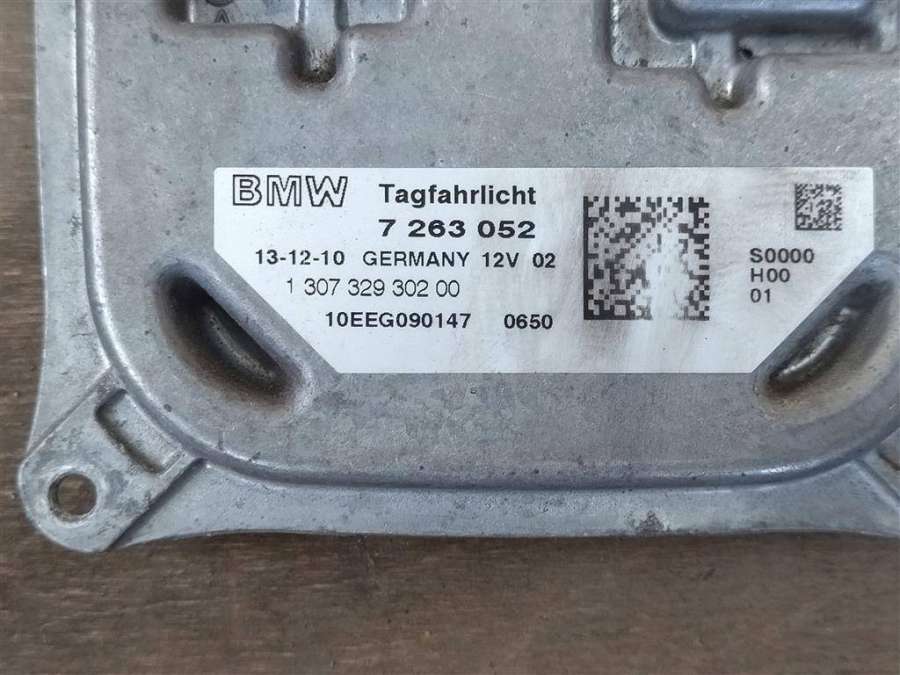 BMW Tagfahrlicht
7 263 052
13-12-10 GERMANY 12V 02
1 307 329 302 00
10EEG090147 0650
S0000
H00
01
A